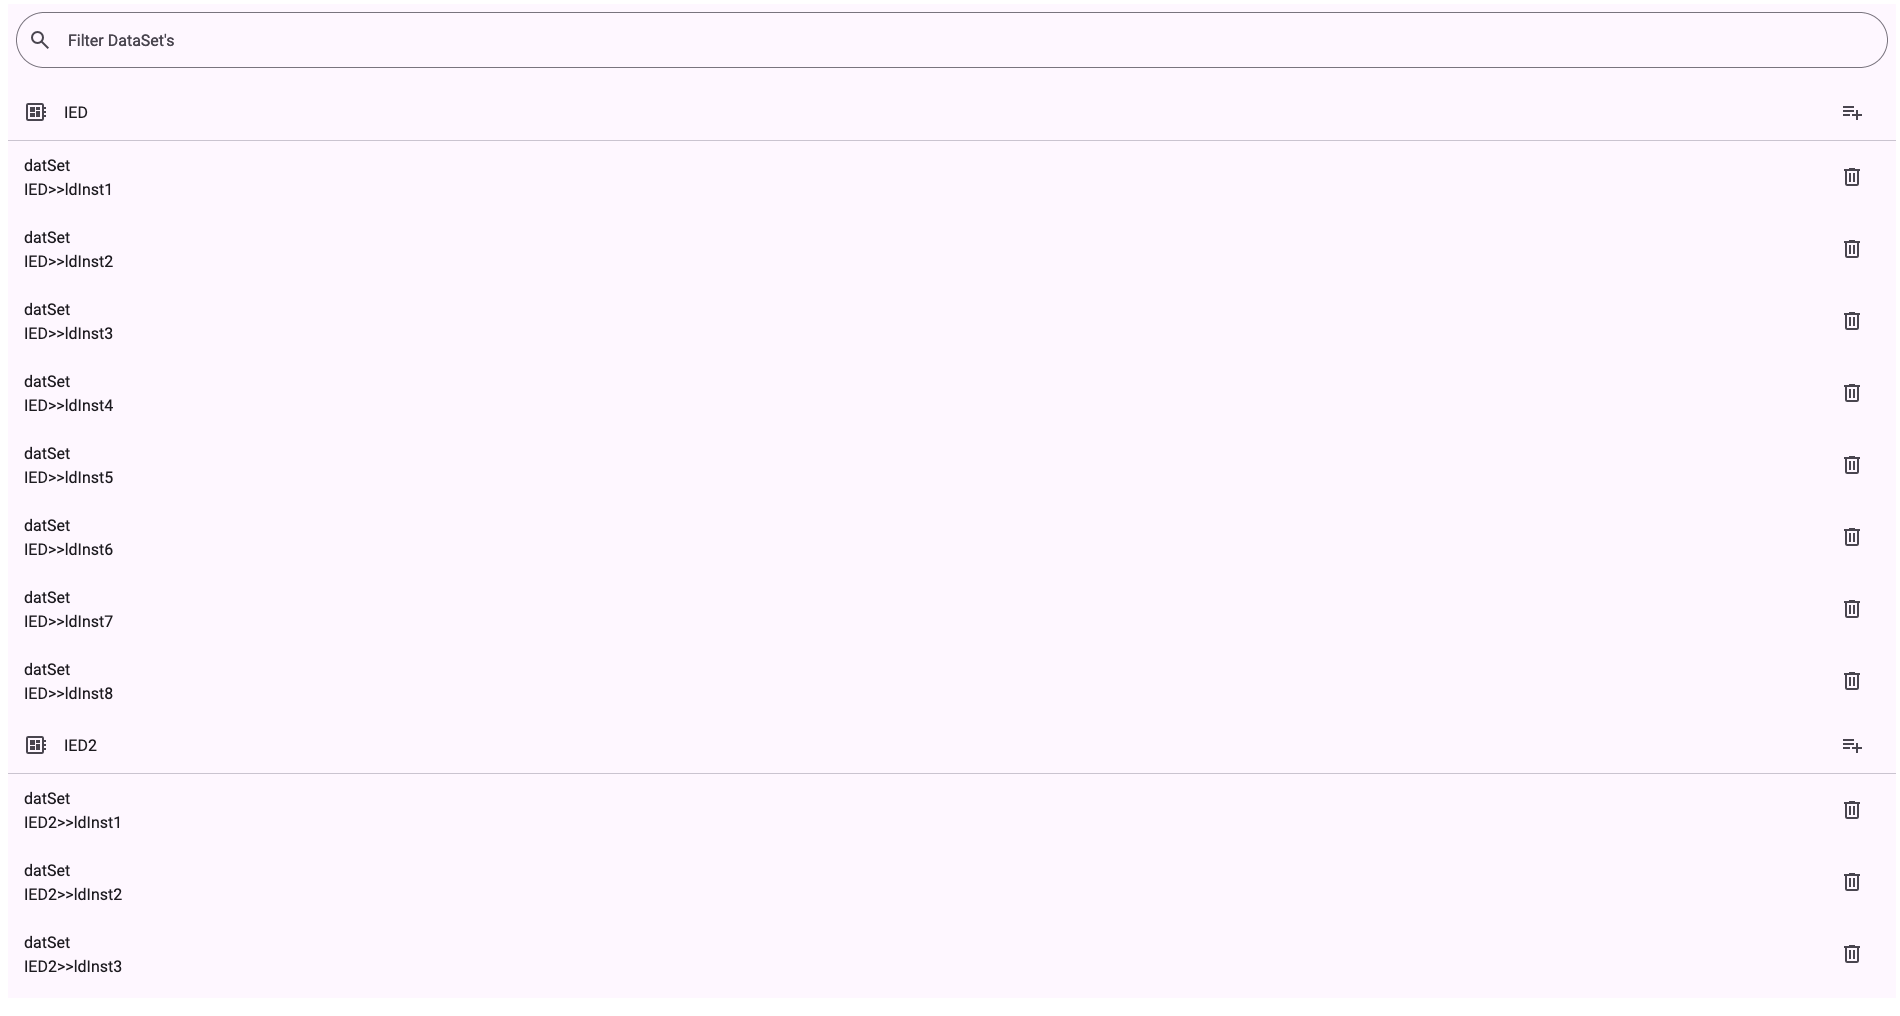 Filter DataSet's
IED
datSet
IED>>ldInst1
datSet
IED>>ldInst2
datSet
IED>>ldInst3
datSet
IED>>ldInst4
datSet
IED>>ldInst5
datSet
IED>>ldInst6
datSet
IED>>ldInst7
datSet
IED>>ldInst8
IED2
datSet
IED2>>ldInst1
datSet
IED2>>ldInst2
datSet
IED2>>ldInst3